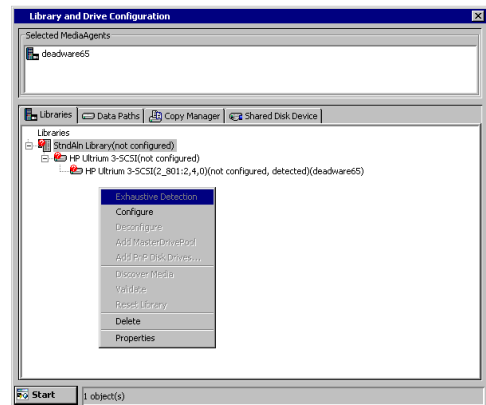 Library and Drive Configuration
Selected MediaAgents
deadware65
Libraries
Data Paths
Copy Manager
Shared Disk Device
Libraries
StndAln Library(not configured)
HP Ultrium 3-SCSI(not configured)
HP Ultrium 3-SCSI(2_801:2,4,0)(not configured, detected)(deadware65)
Exhaustive Detection
Configure
Deconfigure
Add MasterDrivePool
Add PnP Disk Drives...
Discover Media
Validate
Reset Library
Delete
Properties
Start
1 object(s)